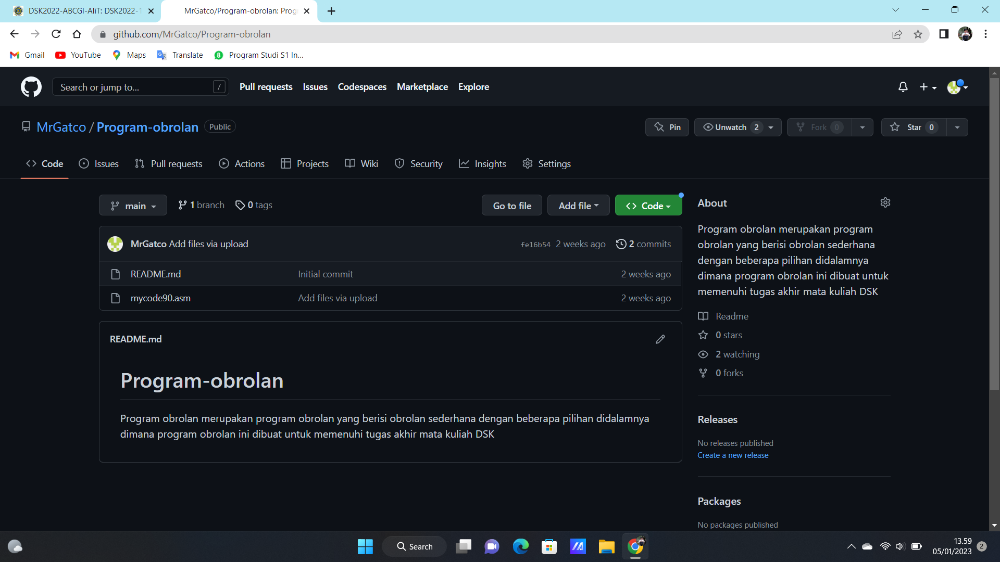 DSK2022-ABCGI-AliT: DSK2022-1
MrGatco/Program-obrolan: Prog
github.com/MrGatco/Program-obrolan
Gmail YouTube Maps Translate Program Studi S1 In...
Search or jump to... / Pull requests Issues Codespaces Marketplace Explore
MrGatco / Program-obrolan Public Pin Unwatch 2 Fork 0 Star 0
Code Issues Pull requests Actions Projects Wiki Security Insights Settings
main 1 branch 0 tags Go to file Add file Code
MrGatco Add files via upload fe16b54 2 weeks ago 2 commits
README.md Initial commit 2 weeks ago
mycode90.asm Add files via upload 2 weeks ago
README.md
Program-obrolan
Program obrolan merupakan program obrolan yang berisi obrolan sederhana dengan beberapa pilihan didalamnya
dimana program obrolan ini dibuat untuk memenuhi tugas akhir mata kuliah DSK
About
Program obrolan merupakan program
obrolan yang berisi obrolan sederhana
dengan beberapa pilihan didalamnya
dimana program obrolan ini dibuat untuk
memenuhi tugas akhir mata kuliah DSK
Readme
0 stars
2 watching
0 forks
Releases
No releases published
Create a new release
Packages
No packages published
Search
13.59
05/01/2023
2